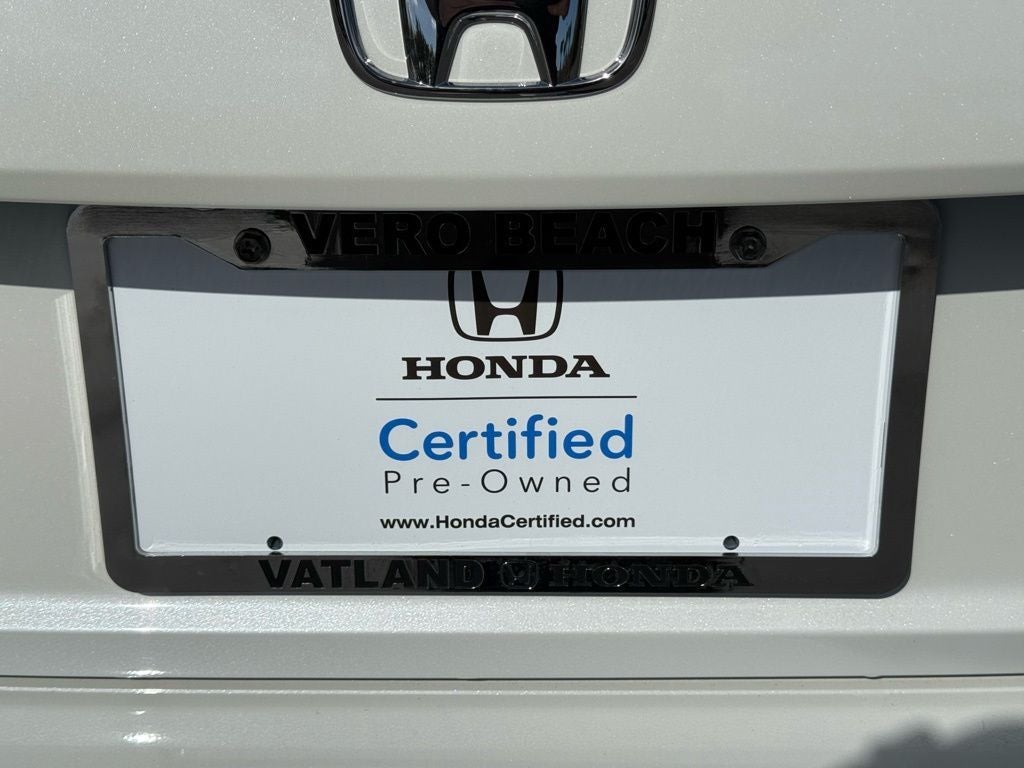 VERO BEACH
HONDA
Certified
Pre-Owned
www.HondaCertified.com
VATLAND HONDA